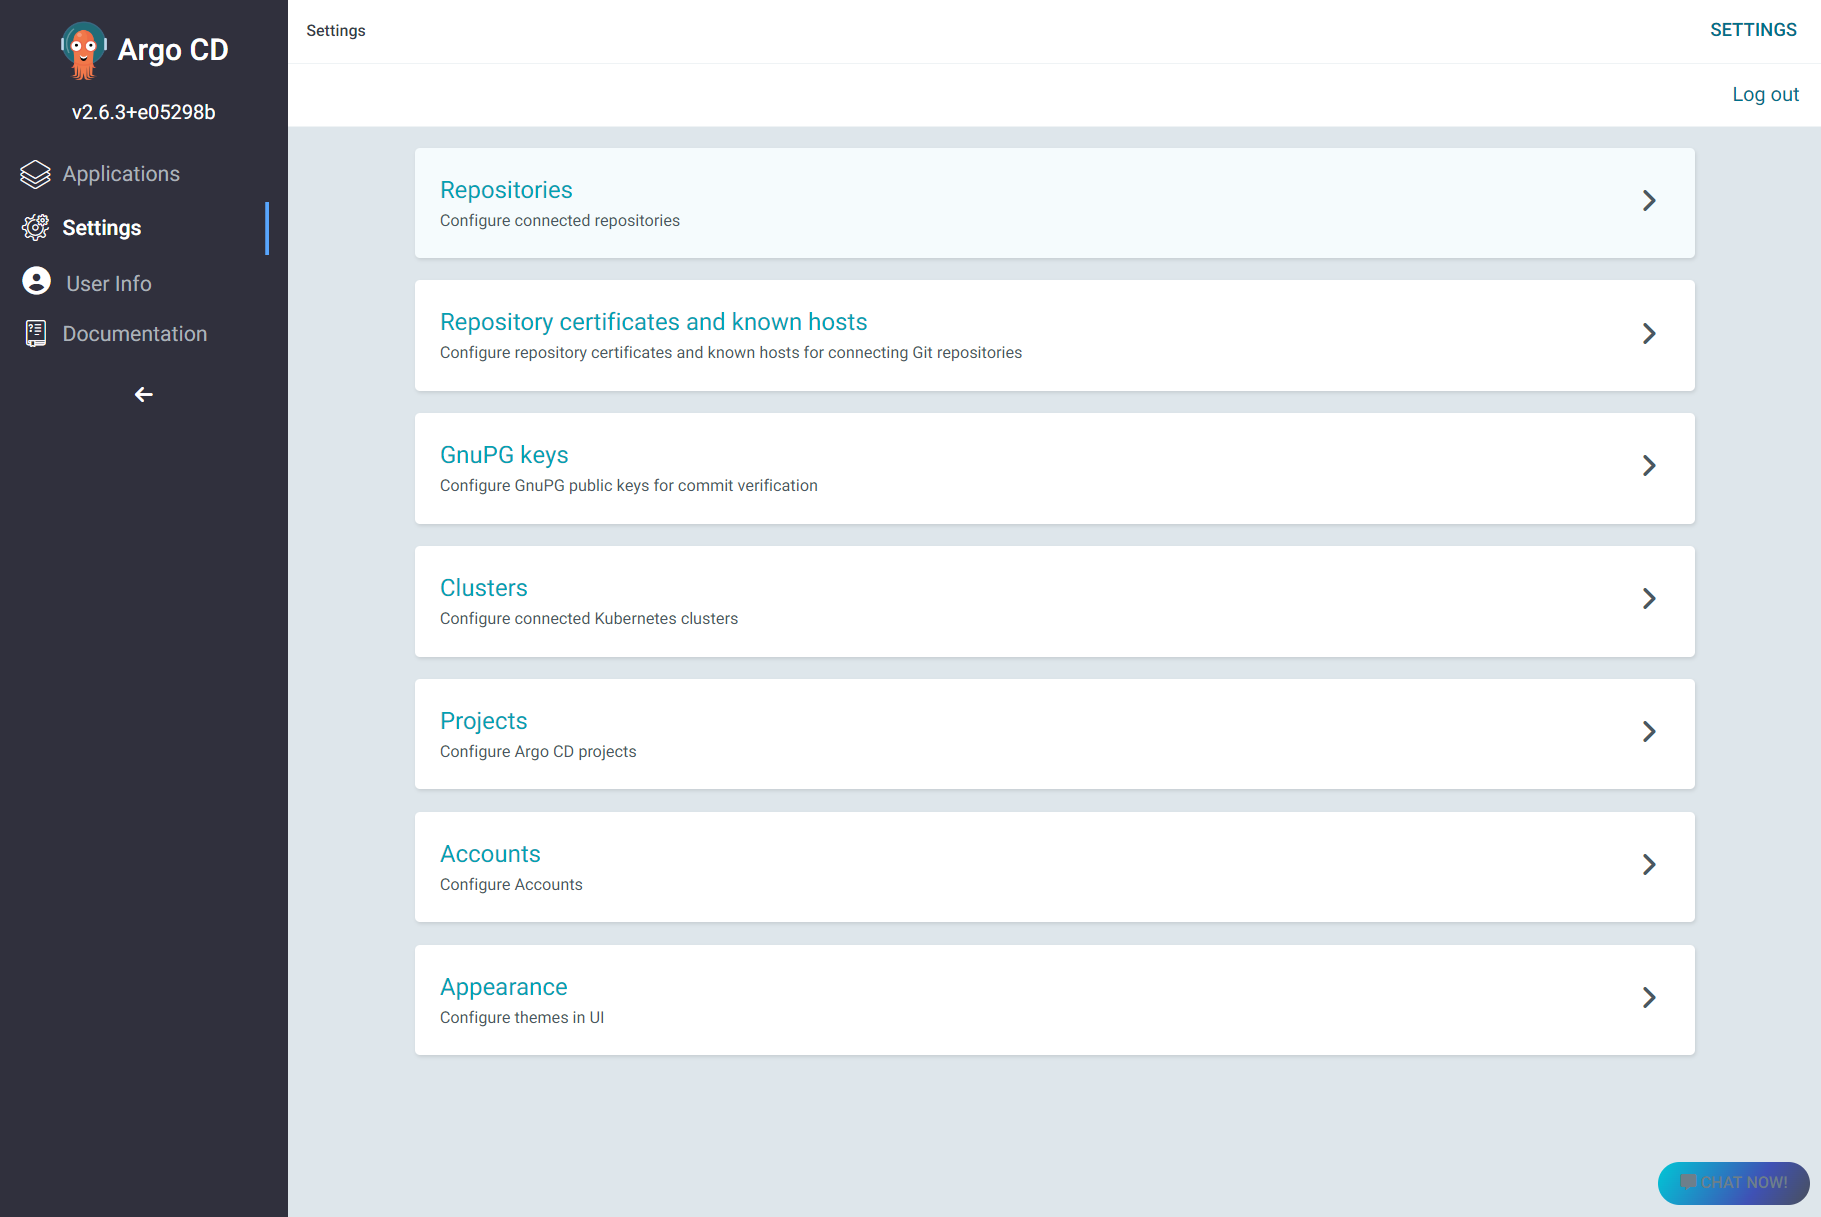 Argo CD
v2.6.3+e05298b
Applications
Settings
User Info
Documentation
Settings
SETTINGS
Log out
Repositories
Configure connected repositories
Repository certificates and known hosts
Configure repository certificates and known hosts for connecting Git repositories
GnuPG keys
Configure GnuPG public keys for commit verification
Clusters
Configure connected Kubernetes clusters
Projects
Configure Argo CD projects
Accounts
Configure Accounts
Appearance
Configure themes in UI
CHAT NOW!